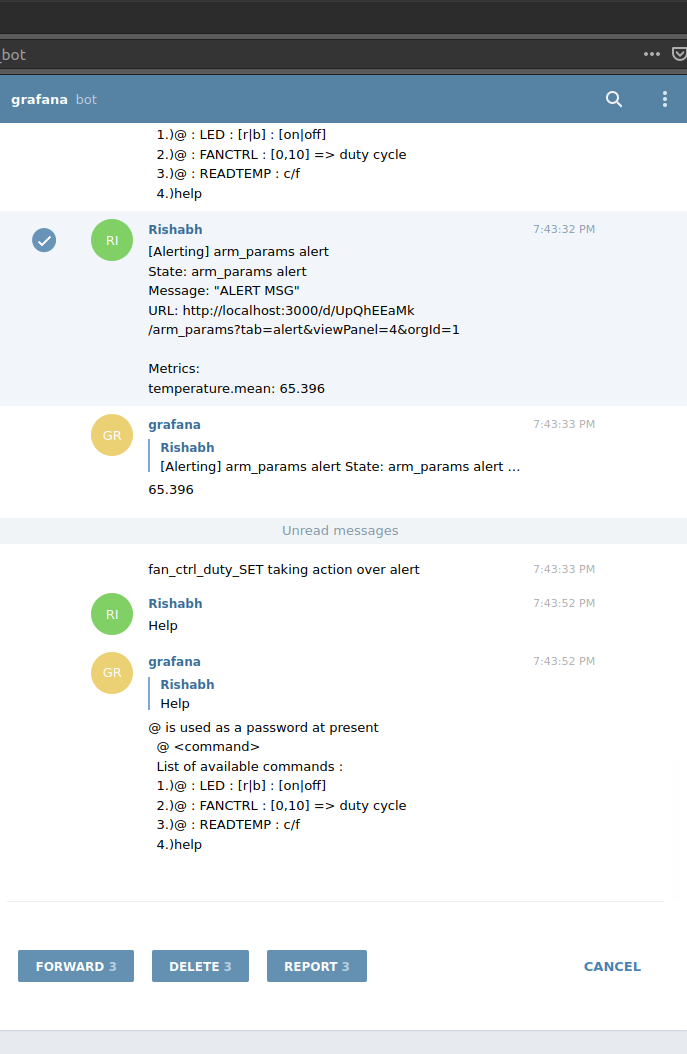 _bot
grafana bot
1.)@ : LED : [r|b] : [on|off]
2.)@ : FANCTRL : [0,10] => duty cycle
3.)@ : READTEMP : c/f
4.)help
RI
Rishabh 7:43:32 PM
[Alerting] arm_params alert
State: arm_params alert
Message: "ALERT MSG"
URL: http://localhost:3000/d/UpQhEEaMk
/arm_params?tab=alert&viewPanel=4&orgId=1
Metrics:
temperature.mean: 65.396
GR
grafana 7:43:33 PM
Rishabh
[Alerting] arm_params alert State: arm_params alert ...
65.396
Unread messages
fan_ctrl_duty_SET taking action over alert 7:43:33 PM
RI
Rishabh 7:43:52 PM
Help
GR
grafana 7:43:52 PM
Rishabh
Help
@ is used as a password at present
@ <command>
List of available commands :
1.)@ : LED : [r|b] : [on|off]
2.)@ : FANCTRL : [0,10] => duty cycle
3.)@ : READTEMP : c/f
4.)help
FORWARD 3 DELETE 3 REPORT 3 CANCEL